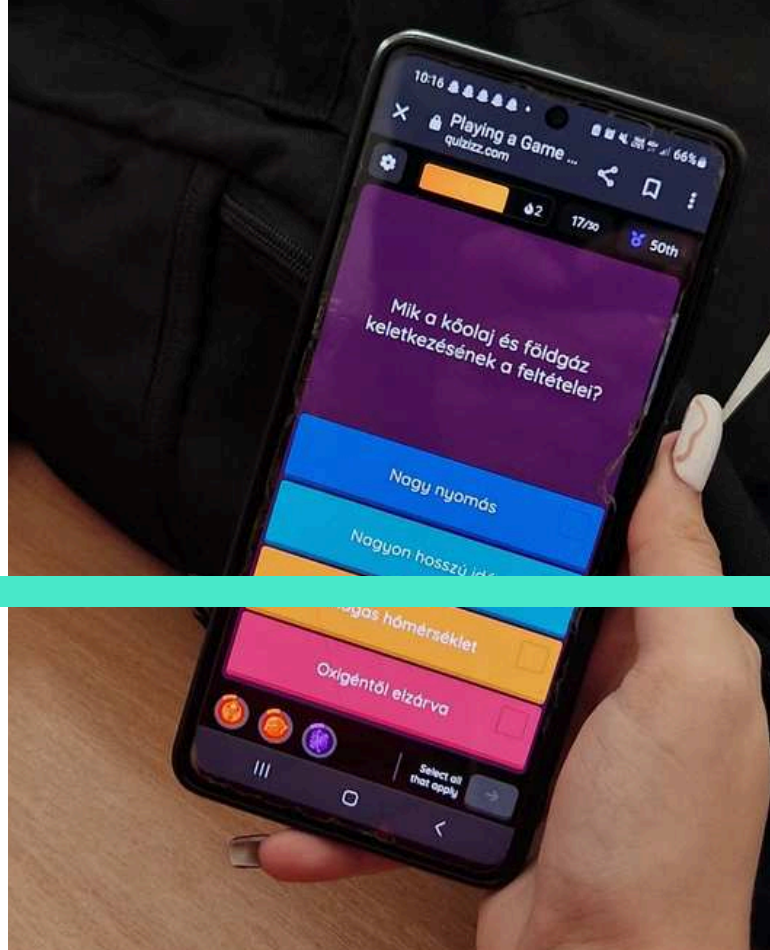 10:16
66%
Playing a Game ...
quizizz.com
2
17/30
50th
Mik a kőolaj és földgáz
keletkezésének a feltételei?
Nagy nyomás
Nagyon hosszú
hőmérséklet
Oxigéntől elzárva
Select all
that apply